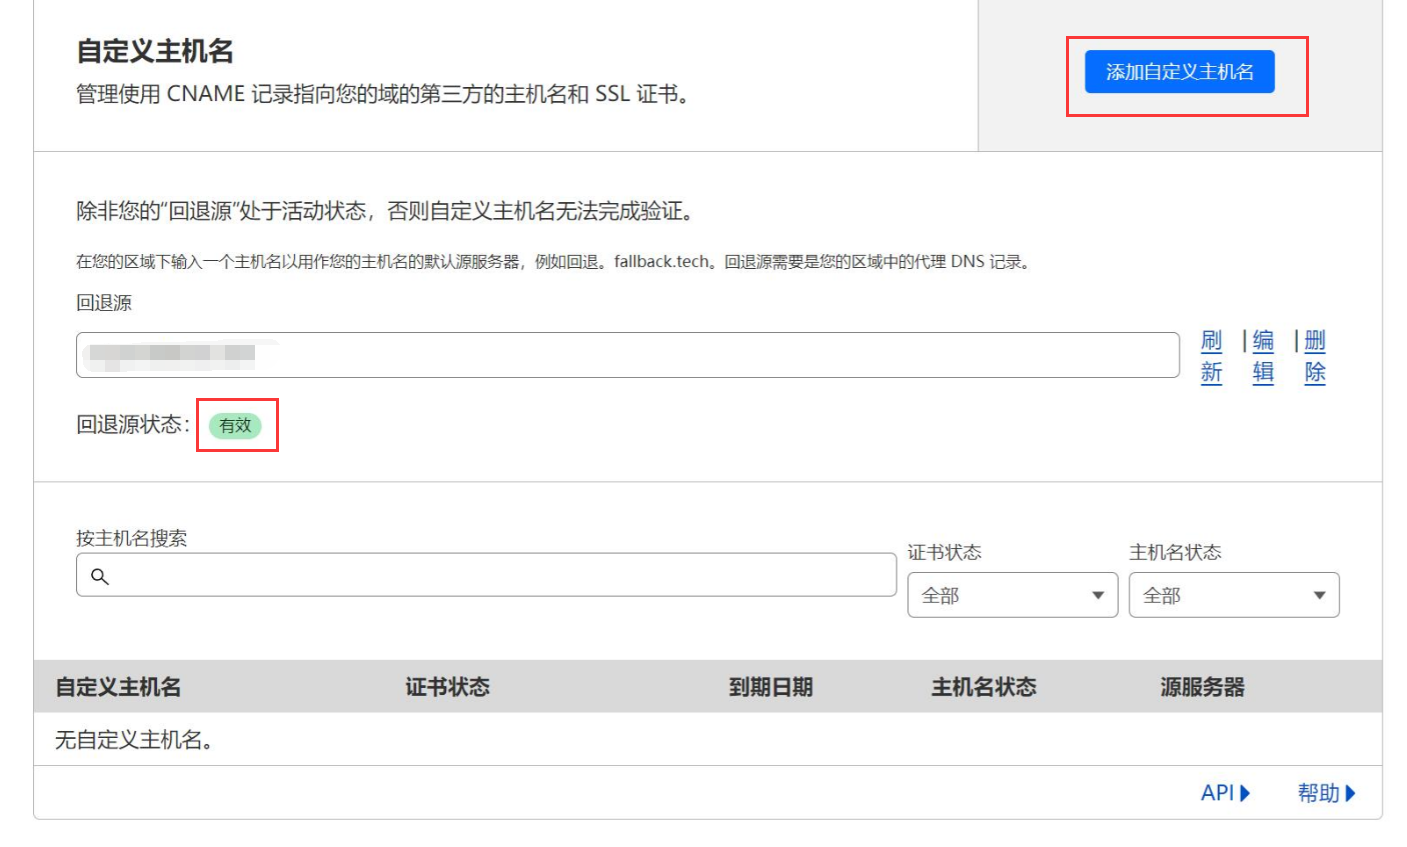 自定义主机名
管理使用 CNAME 记录指向您的域的第三方的主机名和 SSL 证书。
添加自定义主机名
除非您的“回退源”处于活动状态，否则自定义主机名无法完成验证。
在您的区域下输入一个主机名以用作您的主机名的默认源服务器，例如回退。fallback.tech。回退源需要是您的区域中的代理 DNS 记录。
回退源
刷新 | 编辑 | 删除
回退源状态： 有效
按主机名搜索
证书状态 主机名状态
全部 全部
自定义主机名 证书状态 到期日期 主机名状态 源服务器
无自定义主机名。
API 帮助